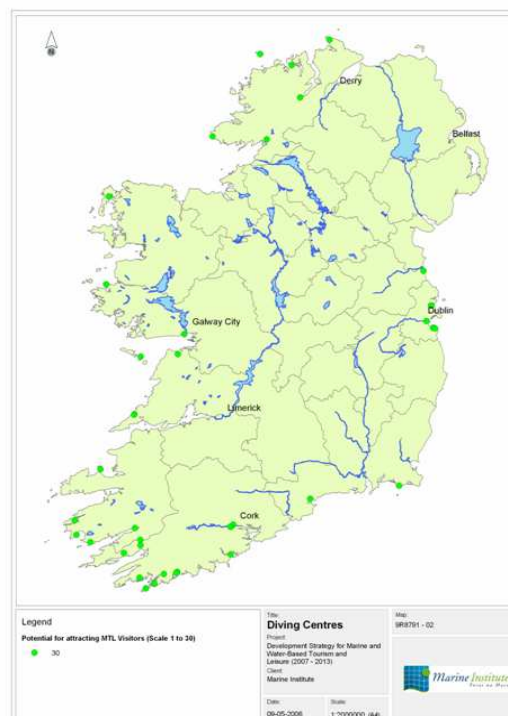 N
Derry
Belfast
Dublin
Galway City
Limerick
Cork
Legend
Potential for attracting MTL Visitors (Scale 1 to 30)
30
Title:
Diving Centres
Project:
Development Strategy for Marine and
Water-Based Tourism and
Leisure (2007 - 2013)
Client:
Marine Institute
Date:
09-05-2006
Scale:
1:2000000 (A4)
Map:
9R8791 - 02
Marine Institute